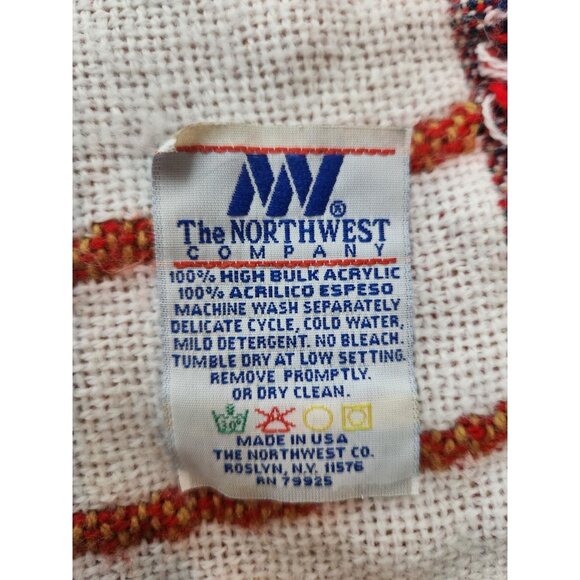 The NORTHWEST ®
COMPANY
100% HIGH BULK ACRYLIC
100% ACRILICO ESPESO
MACHINE WASH SEPARATELY
DELICATE CYCLE, COLD WATER,
MILD DETERGENT. NO BLEACH.
TUMBLE DRY AT LOW SETTING.
REMOVE PROMPTLY.
OR DRY CLEAN.
30°
MADE IN USA
THE NORTHWEST CO.
ROSLYN, N.Y. 11576
RN 79925